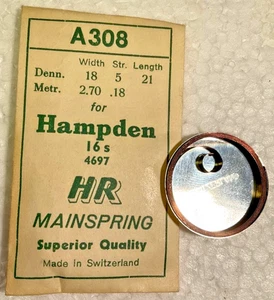 A308
Width Str. Length
Denn. 18 5 21
Metr. 2.70 .18
for
Hampden
16 s
4697
HR
MAINSPRING
Superior Quality
Made in Switzerland